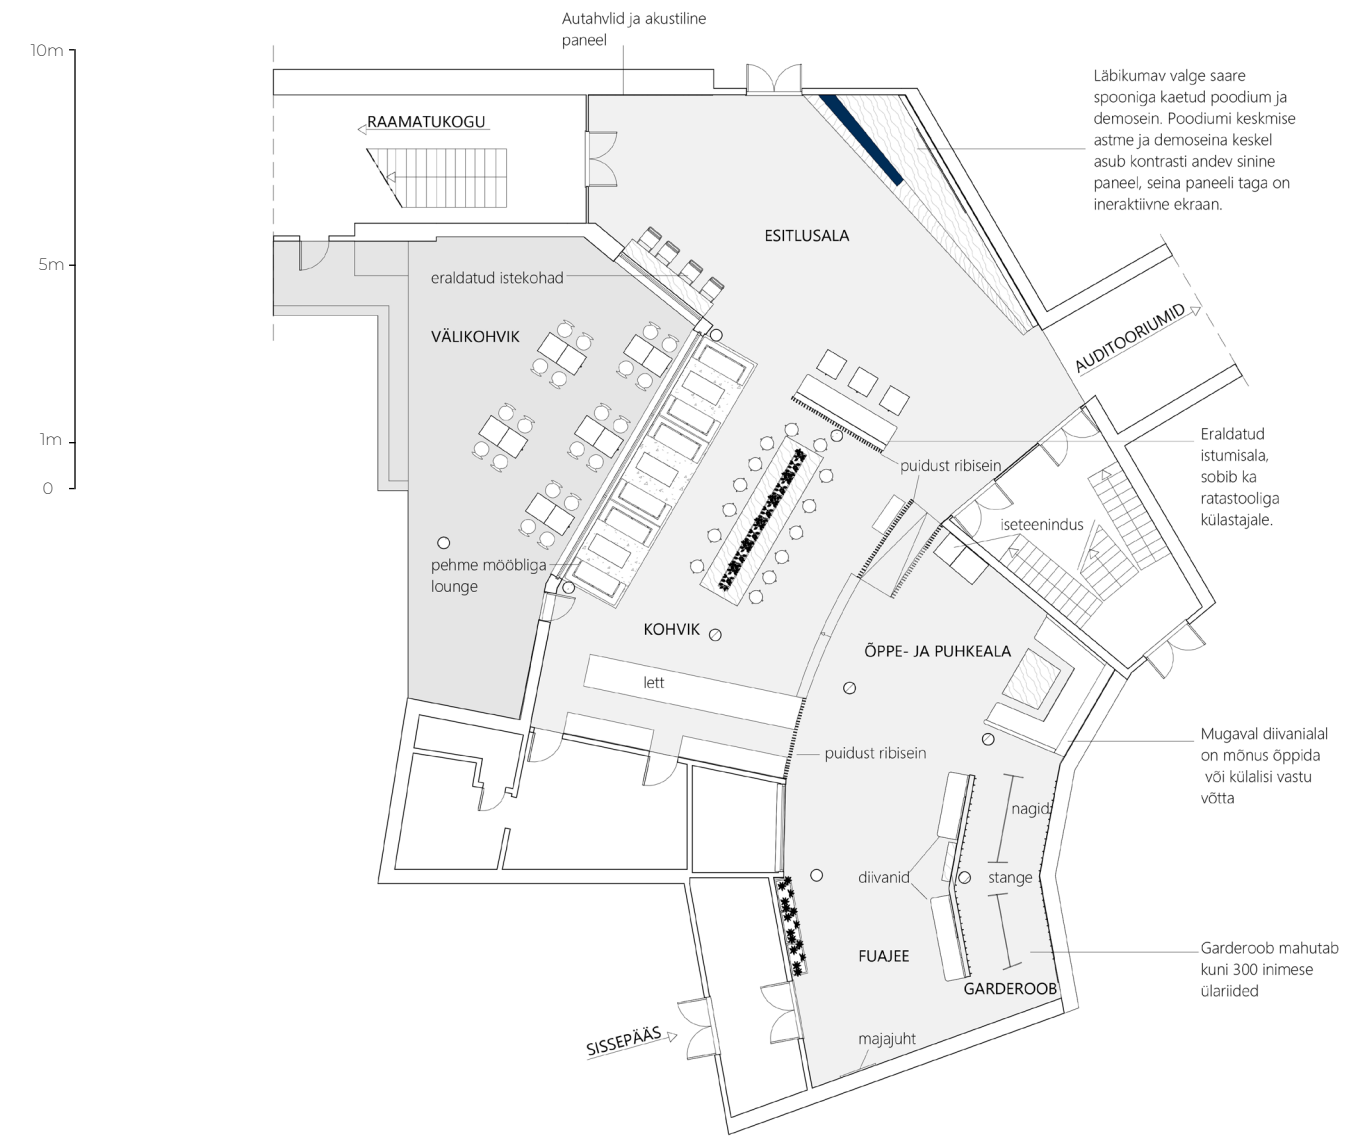 Autahvlid ja akustiline
paneel
10m
5m
1m
0
RAAMATUKOGU
Läbikumav valge saare
spooniga kaetud poodium ja
demosein. Poodiumi keskmise
astme ja demoseina keskel
asub kontrasti andev sinine
paneel, seina paneeli taga on
ineraktiivne ekraan.
ESITLUSALA
eraldatud istekohad
VÄLIKOHVIK
AUDITOORIUMID
Eraldatud
istumisala,
sobib ka
ratastooliga
külastajale.
puidust ribisein
iseteenindus
pehme mööbliga
lounge
KOHVIK
ÕPPE- JA PUHKEALA
lett
puidust ribisein
Mugaval diivanialal
on mõnus õppida
või külalisi vastu
võtta
nagid
diivanid
stange
FUAJEE
GARDEROOB
Garderoob mahutab
kuni 300 inimese
ülariided
SISSEPÄÄS
majajuht